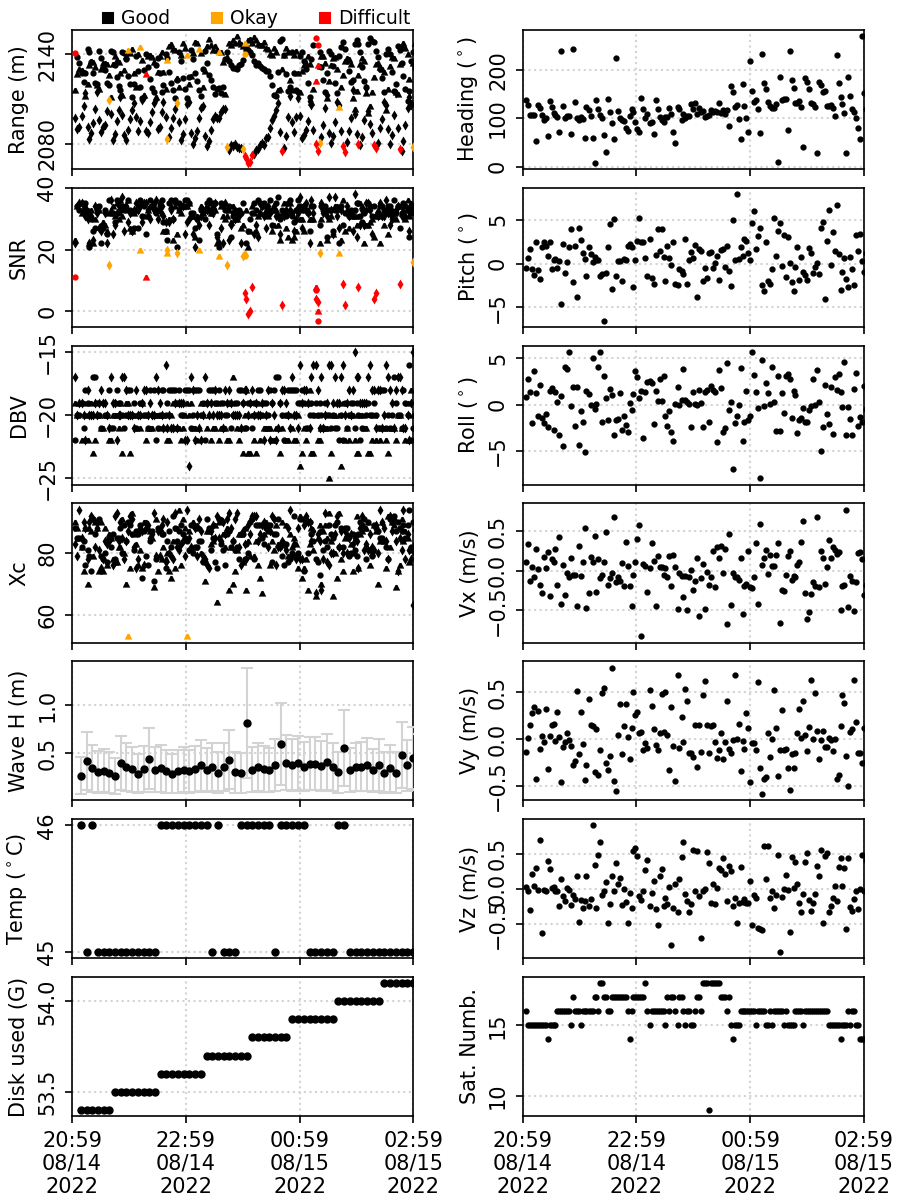 Good Okay Difficult
Range (m)
2140
2080
Heading (°)
200
100
0
SNR
40
20
0
Pitch (°)
5
0
−5
DBV
−15
−20
−25
Roll (°)
5
0
−5
Xc
80
60
Vx (m/s)
0.5
0.0
−0.5
Wave H (m)
1.0
0.5
Vy (m/s)
0.5
0.0
−0.5
Temp (°C)
46
45
Vz (m/s)
0.5
0.0
−0.5
Disk used (G)
54.0
53.5
Sat. Numb.
15
10
20:59 22:59 00:59 02:59
08/14 08/14 08/15 08/15
2022 2022 2022 2022
20:59 22:59 00:59 02:59
08/14 08/14 08/15 08/15
2022 2022 2022 2022